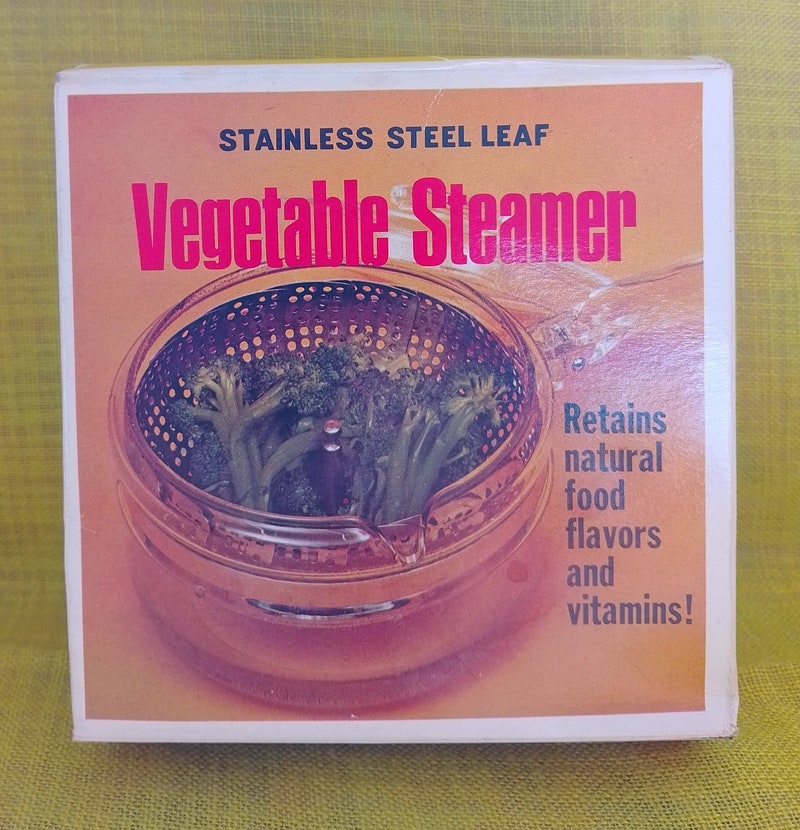 STAINLESS STEEL LEAF
Vegetable Steamer
Retains
natural
food
flavors
and
vitamins!